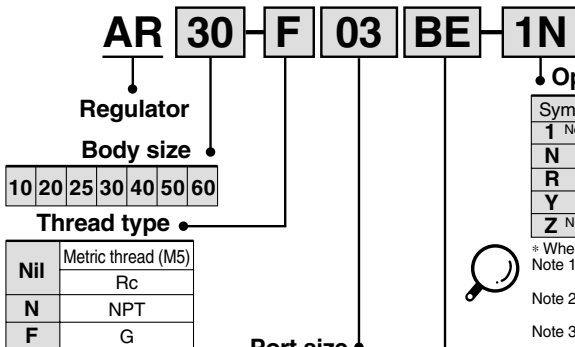 AR 30-F 03 BE-1N
Regulator
Body size
10 20 25 30 40 50 60
Thread type
Nil Metric thread (M5)
Rc
N NPT
F G
Port size
1
N
R
Y
Z
Note 1
Note 2
Note 3